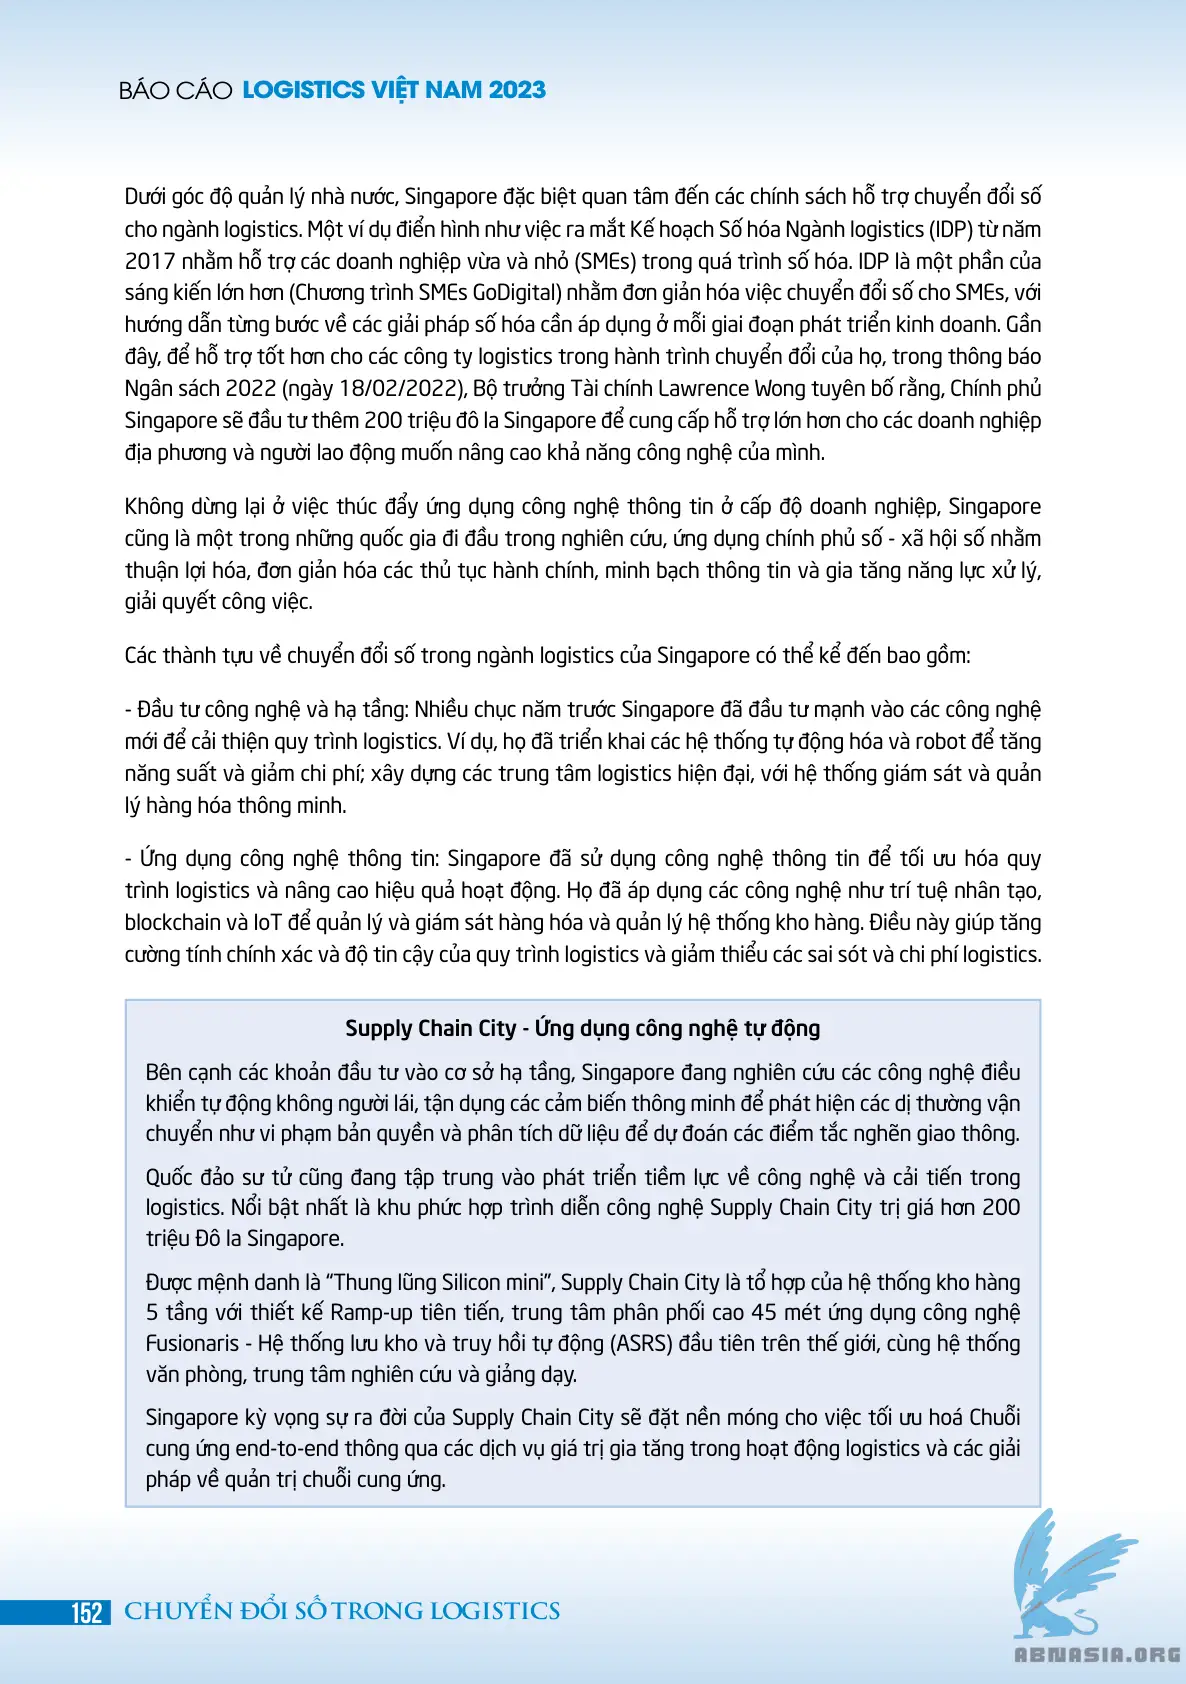 BÁO CÁO LOGISTICS VIỆT NAM 2023
Dưới góc độ quản lý nhà nước, Singapore đặc biệt quan tâm đến các chính sách hỗ trợ chuyển đổi số
cho ngành logistics. Một ví dụ điển hình như việc ra mắt Kế hoạch Số hóa Ngành logistics (IDP) từ năm
2017 nhằm hỗ trợ các doanh nghiệp vừa và nhỏ (SMEs) trong quá trình số hóa. IDP là một phần của
sáng kiến lớn hơn (Chương trình SMEs GoDigital) nhằm đơn giản hóa việc chuyển đổi số cho SMEs, với
hướng dẫn từng bước về các giải pháp số hóa cần áp dụng ở mỗi giai đoạn phát triển kinh doanh. Gần
đây, để hỗ trợ tốt hơn cho các công ty logistics trong hành trình chuyển đổi của họ, trong thông báo
Ngân sách 2022 (ngày 18/02/2022), Bộ trưởng Tài chính Lawrence Wong tuyên bố rằng, Chính phủ
Singapore sẽ đầu tư thêm 200 triệu đô la Singapore để cung cấp hỗ trợ lớn hơn cho các doanh nghiệp
địa phương và người lao động muốn nâng cao khả năng công nghệ của mình.
Không dừng lại ở việc thúc đẩy ứng dụng công nghệ thông tin ở cấp độ doanh nghiệp, Singapore
cũng là một trong những quốc gia đi đầu trong nghiên cứu, ứng dụng chính phủ số - xã hội số nhằm
thuận lợi hóa, đơn giản hóa các thủ tục hành chính, minh bạch thông tin và gia tăng năng lực xử lý,
giải quyết công việc.
Các thành tựu về chuyển đổi số trong ngành logistics của Singapore có thể kể đến bao gồm:
- Đầu tư công nghệ và hạ tầng: Nhiều chục năm trước Singapore đã đầu tư mạnh vào các công nghệ
mới để cải thiện quy trình logistics. Ví dụ, họ đã triển khai các hệ thống tự động hóa và robot để tăng
năng suất và giảm chi phí; xây dựng các trung tâm logistics hiện đại, với hệ thống giám sát và quản
lý hàng hóa thông minh.
- Ứng dụng công nghệ thông tin: Singapore đã sử dụng công nghệ thông tin để tối ưu hóa quy
trình logistics và nâng cao hiệu quả hoạt động. Họ đã áp dụng các công nghệ như trí tuệ nhân tạo,
blockchain và IoT để quản lý và giám sát hàng hóa và quản lý hệ thống kho hàng. Điều này giúp tăng
cường tính chính xác và độ tin cậy của quy trình logistics và giảm thiểu các sai sót và chi phí logistics.
Supply Chain City - Ứng dụng công nghệ tự động
Bên cạnh các khoản đầu tư vào cơ sở hạ tầng, Singapore đang nghiên cứu các công nghệ điều
khiển tự động không người lái, tận dụng các cảm biến thông minh để phát hiện các dị thường vận
chuyển như vi phạm bản quyền và phân tích dữ liệu để dự đoán các điểm tắc nghẽn giao thông.
Quốc đảo sư tử cũng đang tập trung vào phát triển tiềm lực về công nghệ và cải tiến trong
logistics. Nổi bật nhất là khu phức hợp trình diễn công nghệ Supply Chain City trị giá hơn 200
triệu Đô la Singapore.
Được mệnh danh là “Thung lũng Silicon mini”, Supply Chain City là tổ hợp của hệ thống kho hàng
5 tầng với thiết kế Ramp-up tiên tiến, trung tâm phân phối cao 45 mét ứng dụng công nghệ
Fusionaris - Hệ thống lưu kho và truy hồi tự động (ASRS) đầu tiên trên thế giới, cùng hệ thống
văn phòng, trung tâm nghiên cứu và giảng dạy.
Singapore kỳ vọng sự ra đời của Supply Chain City sẽ đặt nền móng cho việc tối ưu hoá Chuỗi
cung ứng end-to-end thông qua các dịch vụ giá trị gia tăng trong hoạt động logistics và các giải
pháp về quản trị chuỗi cung ứng.
152 CHUYỂN ĐỔI SỐ TRONG LOGISTICS
ABNASIA.ORG